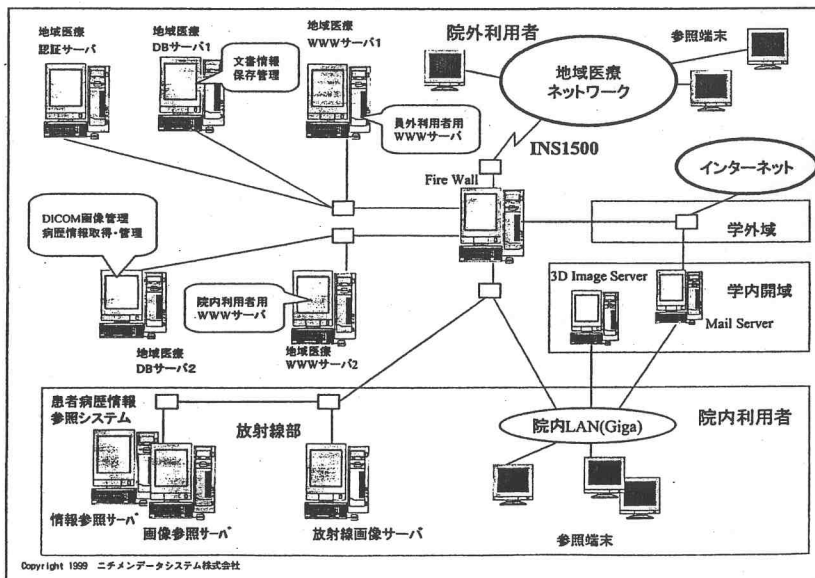 地域医療
認証サーバ
地域医療
DBサーバ1
文書情報
保存管理
地域医療
WWWサーバ1
員外利用者用
WWWサーバ
院外利用者
参照端末
地域医療
ネットワーク
INS1500
Fire Wall
インターネット
学外域
DICOM画像管理
病歴情報取得・管理
院内利用者用
WWWサーバ
地域医療
DBサーバ2
地域医療
WWWサーバ2
3D Image Server
学内開域
Mail Server
患者病歴情報
参照システム
放射線部
院内LAN(Giga)
院内利用者
情報参照サーバ
画像参照サーバ
放射線画像サーバ
参照端末
Copyright 1999 ニチメンデータシステム株式会社